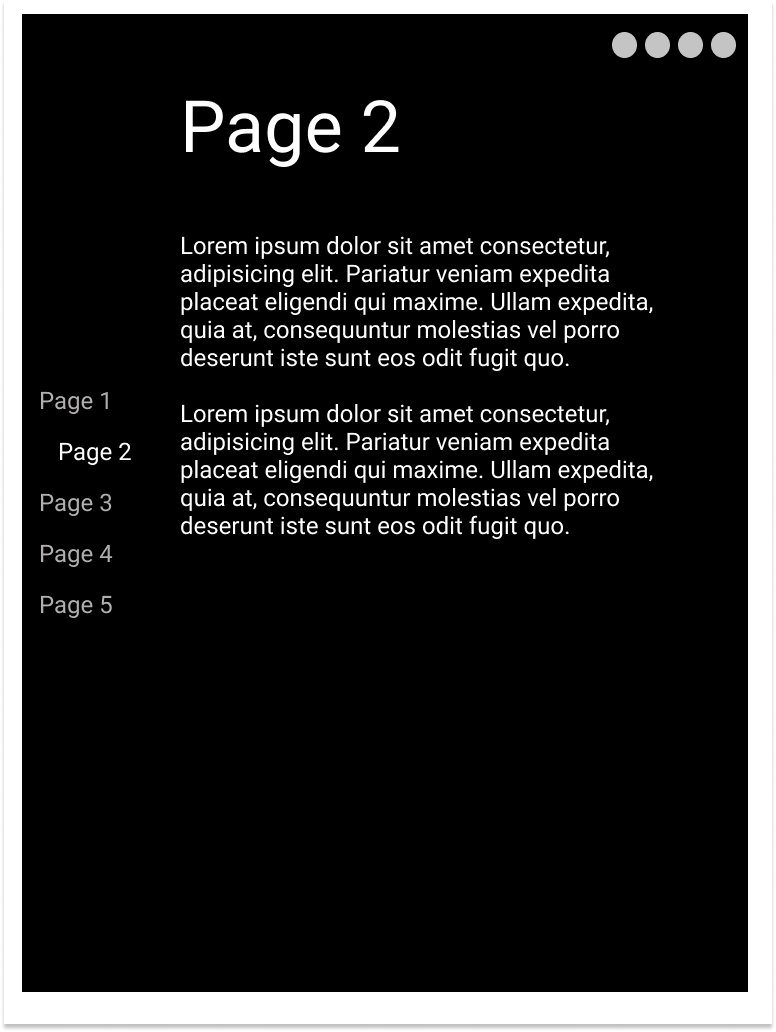 Page 2
Lorem ipsum dolor sit amet consectetur,
adipisicing elit. Pariatur veniam expedita
placeat eligendi qui maxime. Ullam expedita,
quia at, consequuntur molestias vel porro
deserunt iste sunt eos odit fugit quo.
Lorem ipsum dolor sit amet consectetur,
adipisicing elit. Pariatur veniam expedita
placeat eligendi qui maxime. Ullam expedita,
quia at, consequuntur molestias vel porro
deserunt iste sunt eos odit fugit quo.
Page 1
Page 2
Page 3
Page 4
Page 5